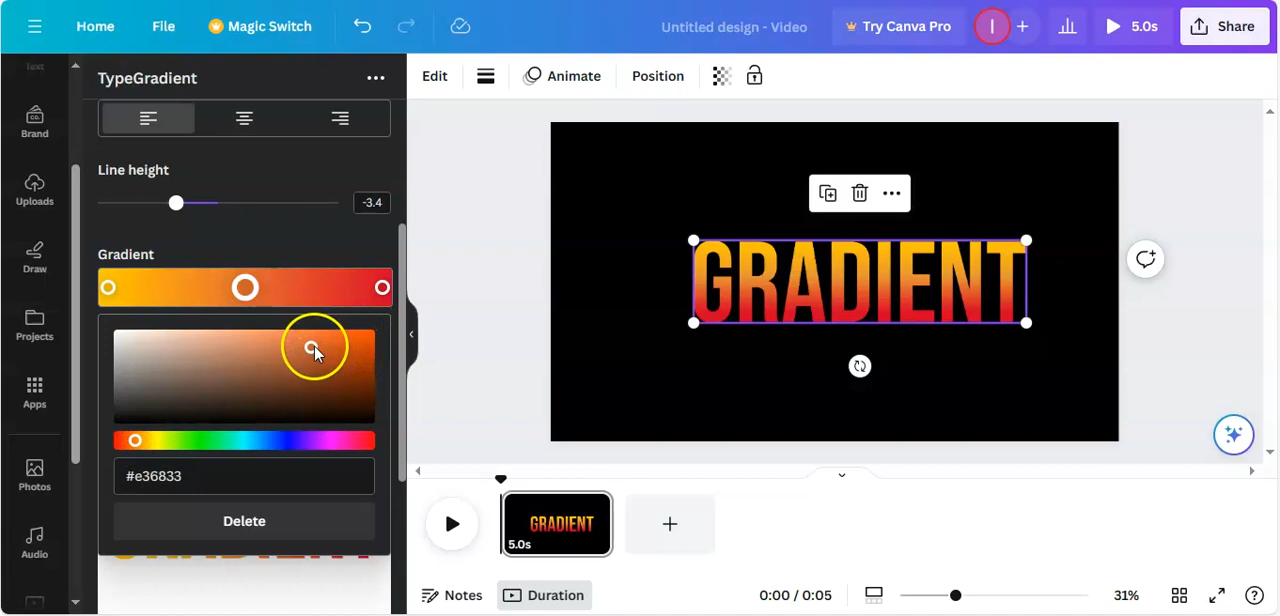 Home File Magic Switch Untitled design - Video Try Canva Pro I + 5.0s Share
Text
TypeGradient
Edit Animate Position
Brand
Line height
-3.4
Uploads
Gradient
Draw
GRADIENT
Projects
Apps
#e36833
Photos
Delete
GRADIENT
5.0s
Audio
Notes Duration 0:00 / 0:05 31%